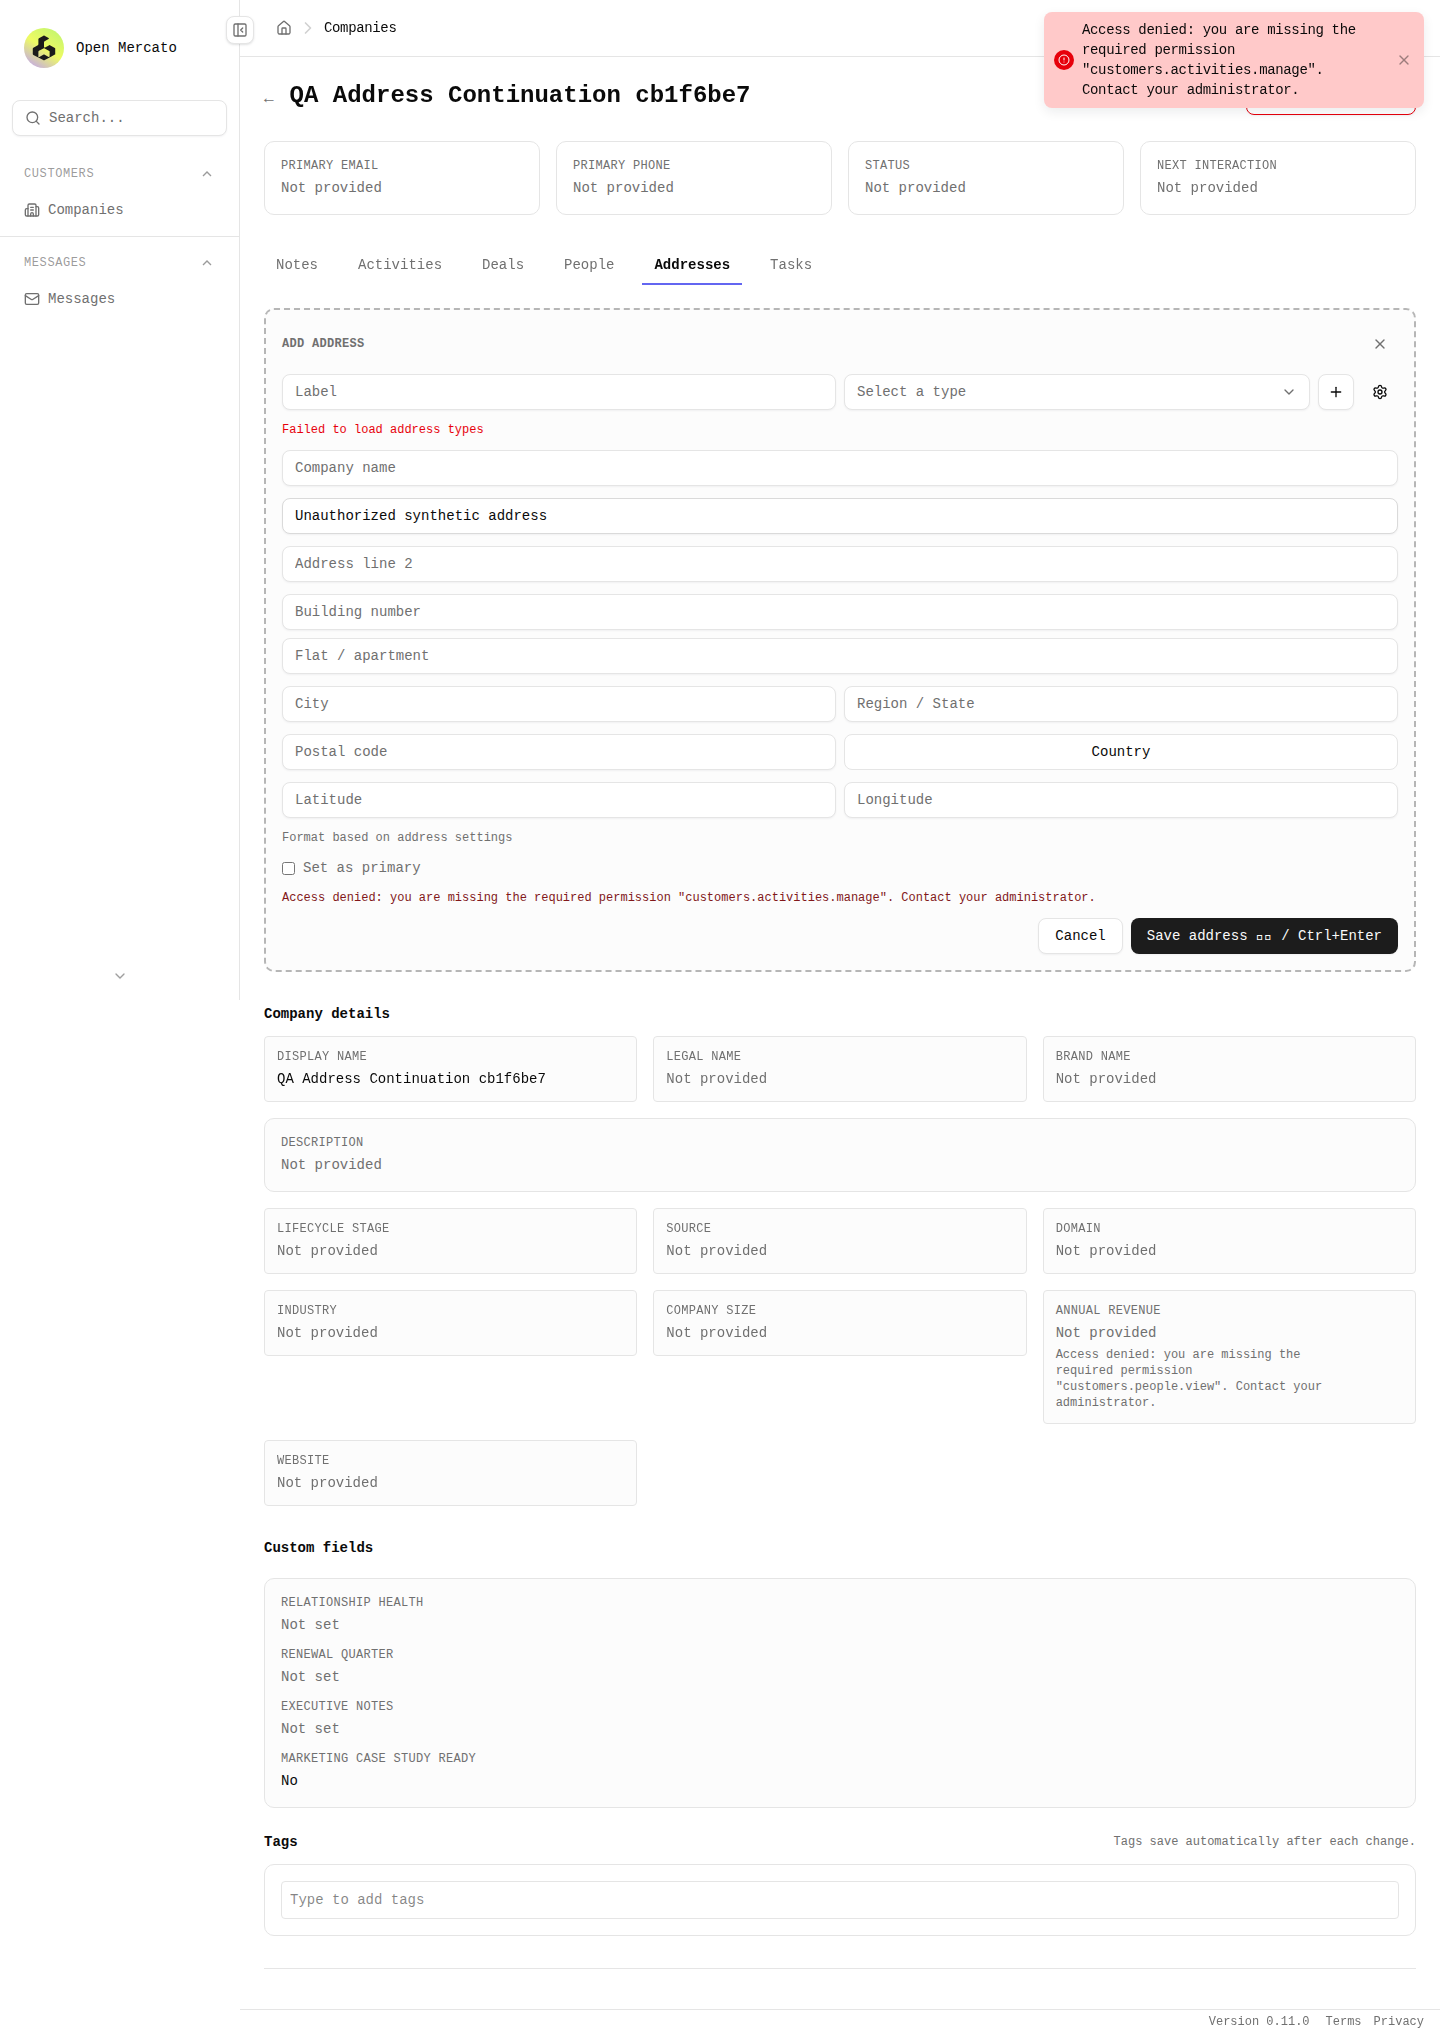 Open Mercato
Search...
CUSTOMERS
Companies
MESSAGES
Messages
Companies
Access denied: you are missing the
required permission
"customers.activities.manage".
Contact your administrator.
← QA Address Continuation cb1f6be7
PRIMARY EMAIL
Not provided
PRIMARY PHONE
Not provided
STATUS
Not provided
NEXT INTERACTION
Not provided
Notes Activities Deals People Addresses Tasks
ADD ADDRESS
Label
Select a type
Failed to load address types
Company name
Unauthorized synthetic address
Address line 2
Building number
Flat / apartment
City
Region / State
Postal code
Country
Latitude
Longitude
Format based on address settings
Set as primary
Access denied: you are missing the required permission "customers.activities.manage". Contact your administrator.
Cancel
Save address ▯▯ / Ctrl+Enter
Company details
DISPLAY NAME
QA Address Continuation cb1f6be7
LEGAL NAME
Not provided
BRAND NAME
Not provided
DESCRIPTION
Not provided
LIFECYCLE STAGE
Not provided
SOURCE
Not provided
DOMAIN
Not provided
INDUSTRY
Not provided
COMPANY SIZE
Not provided
ANNUAL REVENUE
Not provided
Access denied: you are missing the
required permission
"customers.people.view". Contact your
administrator.
WEBSITE
Not provided
Custom fields
RELATIONSHIP HEALTH
Not set
RENEWAL QUARTER
Not set
EXECUTIVE NOTES
Not set
MARKETING CASE STUDY READY
No
Tags
Tags save automatically after each change.
Type to add tags
Version 0.11.0 Terms Privacy